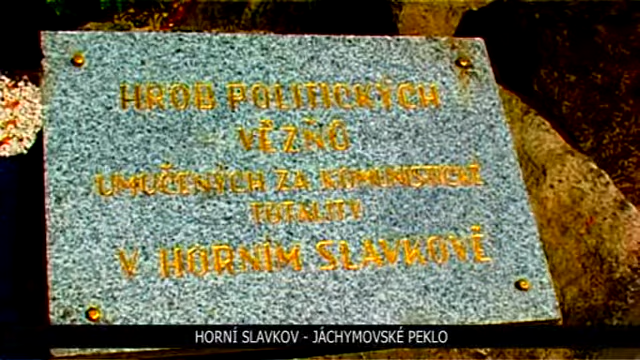 HROB POLITICKÝCH
VĚZŇŮ
UMUČENÝCH ZA KOMUNISTICKÉ
TOTALITY
V HORNÍM SLAVKOVĚ
HORNÍ SLAVKOV - JÁCHYMOVSKÉ PEKLO